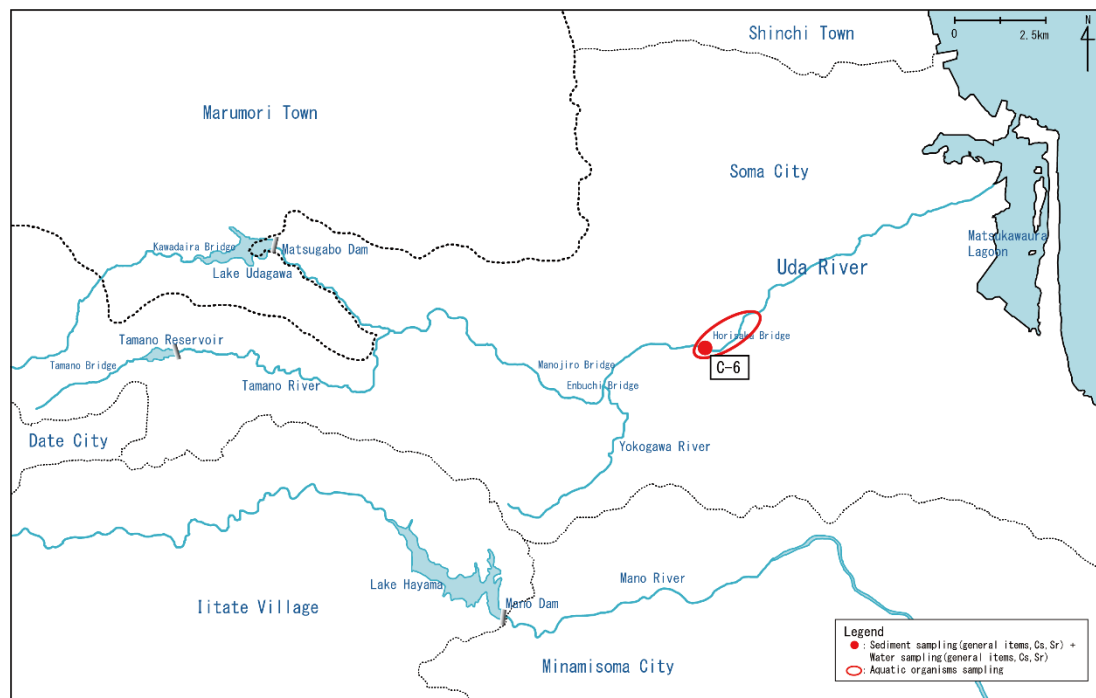 Shinchi Town
0 2.5km
N
Marumori Town
Soma City
Kawadaira Bridge
Matsugabo Dam
Lake Udagawa
Matsukawaura
Lagoon
Uda River
Tamano Reservoir
Horisaka Bridge
Tamano Bridge
Manojiro Bridge
C-6
Tamano River
Enbuchi Bridge
Date City
Yokogawa River
Lake Hayama
Mano River
Iitate Village
Mano Dam
Minamisoma City
Legend
: Sediment sampling(general items,Cs,Sr) +
Water sampling(general items,Cs,Sr)
: Aquatic organisms sampling